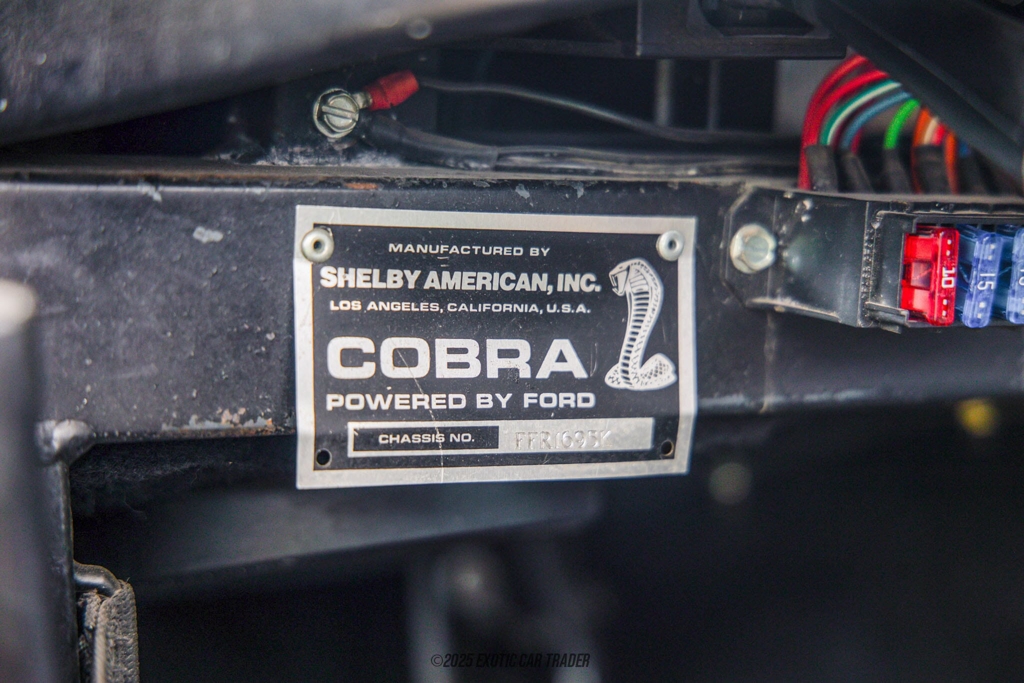 MANUFACTURED BY
SHELBY AMERICAN, INC.
LOS ANGELES, CALIFORNIA, U.S.A.
COBRA
POWERED BY FORD
CHASSIS NO. FFR1693K
10
15
©2025 EXOTIC CAR TRADER